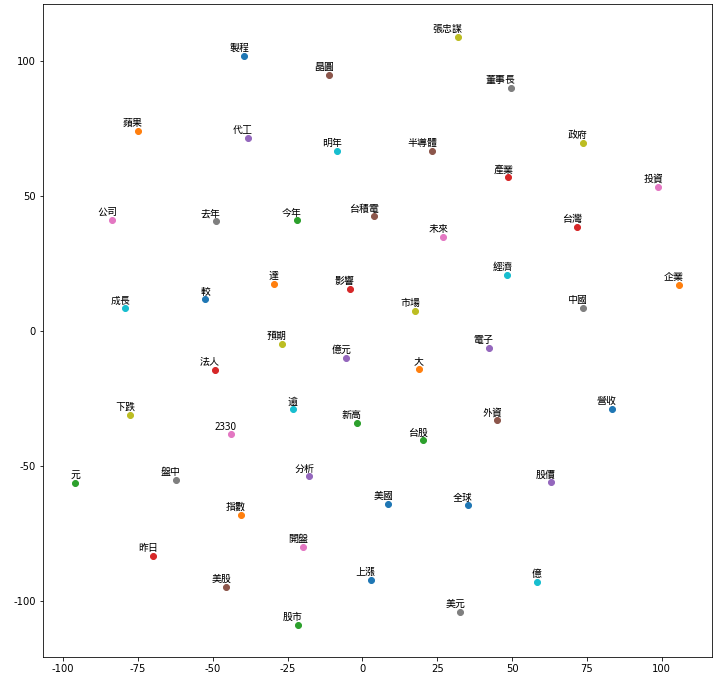 張忠謀
製程
晶圓
董事長
100
蘋果
代工
政府
明年
半導體
產業
投資
50
公司
去年
今年
台積電
台灣
未來
經濟
達
影響
企業
較
成長
市場
中國
0
預期
電子
億元
法人
大
下跌
逾
營收
新高
外資
2330
台股
元
盤中
分析
股價
-50
美國
全球
指數
開盤
昨日
美股
上漲
億
-100
股市
美元
-100
-75
-50
-25
0
25
50
75
100